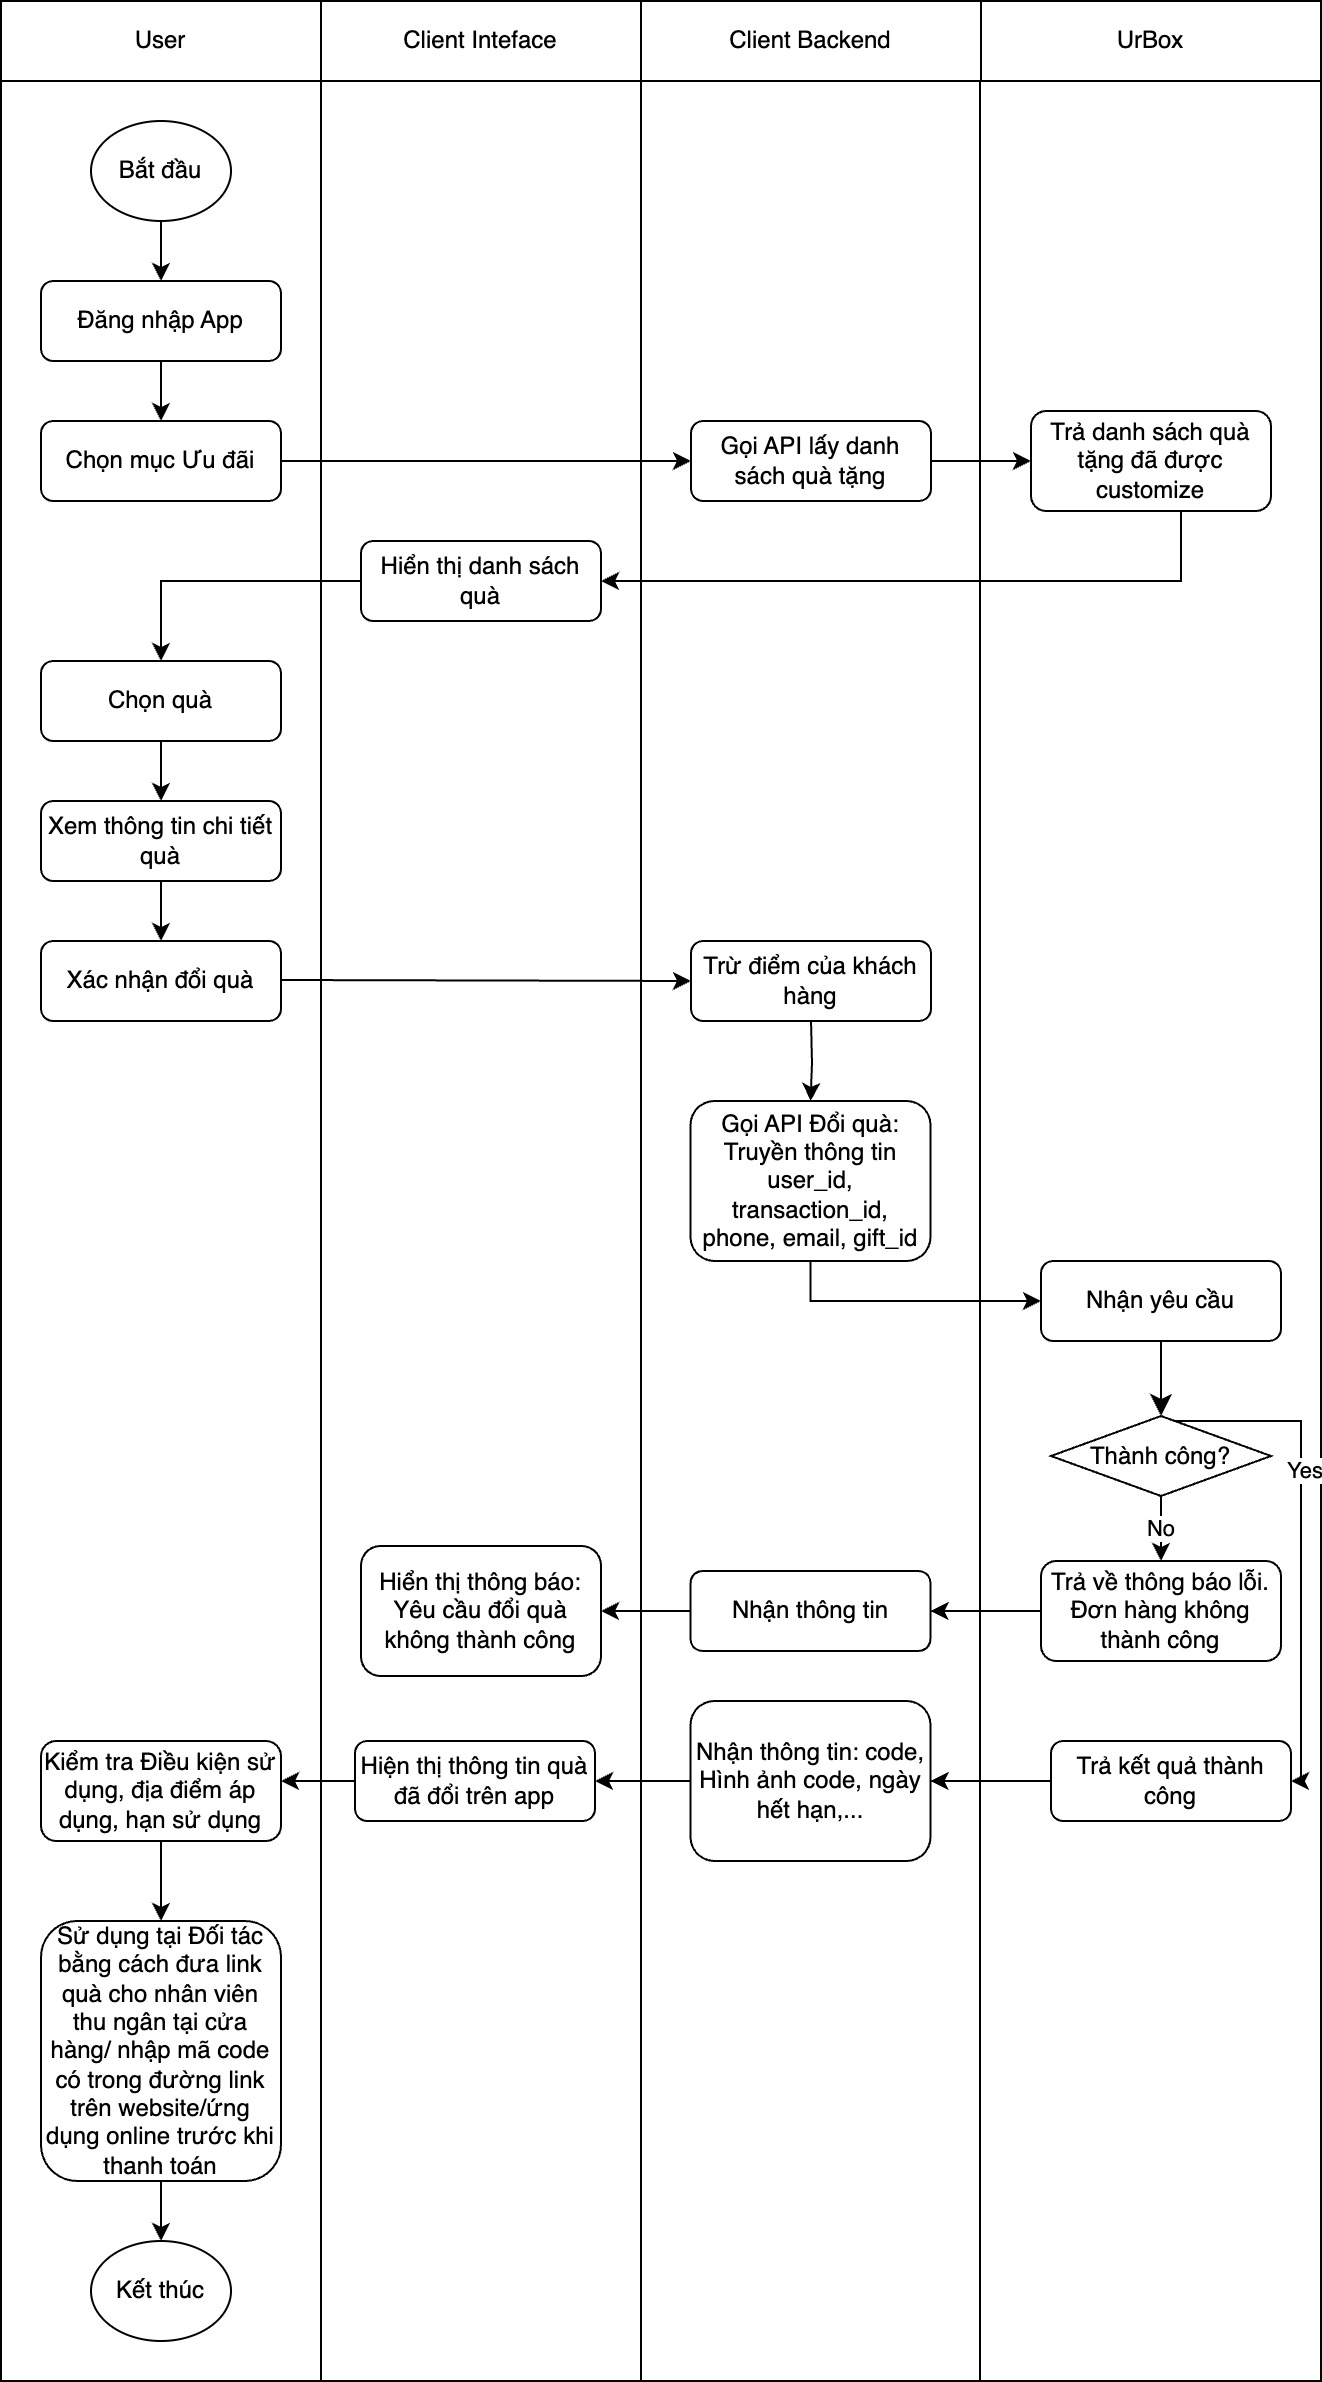 User
Client Inteface
Client Backend
UrBox
Bắt đầu
Đăng nhập App
Chọn mục Ưu đãi
Gọi API lấy danh
sách quà tặng
Trả danh sách quà
tặng đã được
customize
Hiển thị danh sách
quà
Chọn quà
Xem thông tin chi tiết
quà
Xác nhận đổi quà
Trừ điểm của khách
hàng
Gọi API Đổi quà:
Truyền thông tin
user_id,
transaction_id,
phone, email, gift_id
Nhận yêu cầu
Thành công?
Yes
No
Trả về thông báo lỗi.
Đơn hàng không
thành công
Nhận thông tin
Hiển thị thông báo:
Yêu cầu đổi quà
không thành công
Trả kết quả thành
công
Nhận thông tin: code,
Hình ảnh code, ngày
hết hạn,...
Hiện thị thông tin quà
đã đổi trên app
Kiểm tra Điều kiện sử
dụng, địa điểm áp
dụng, hạn sử dụng
Sử dụng tại Đối tác
bằng cách đưa link
quà cho nhân viên
thu ngân tại cửa
hàng/ nhập mã code
có trong đường link
trên website/ứng
dụng online trước khi
thanh toán
Kết thúc